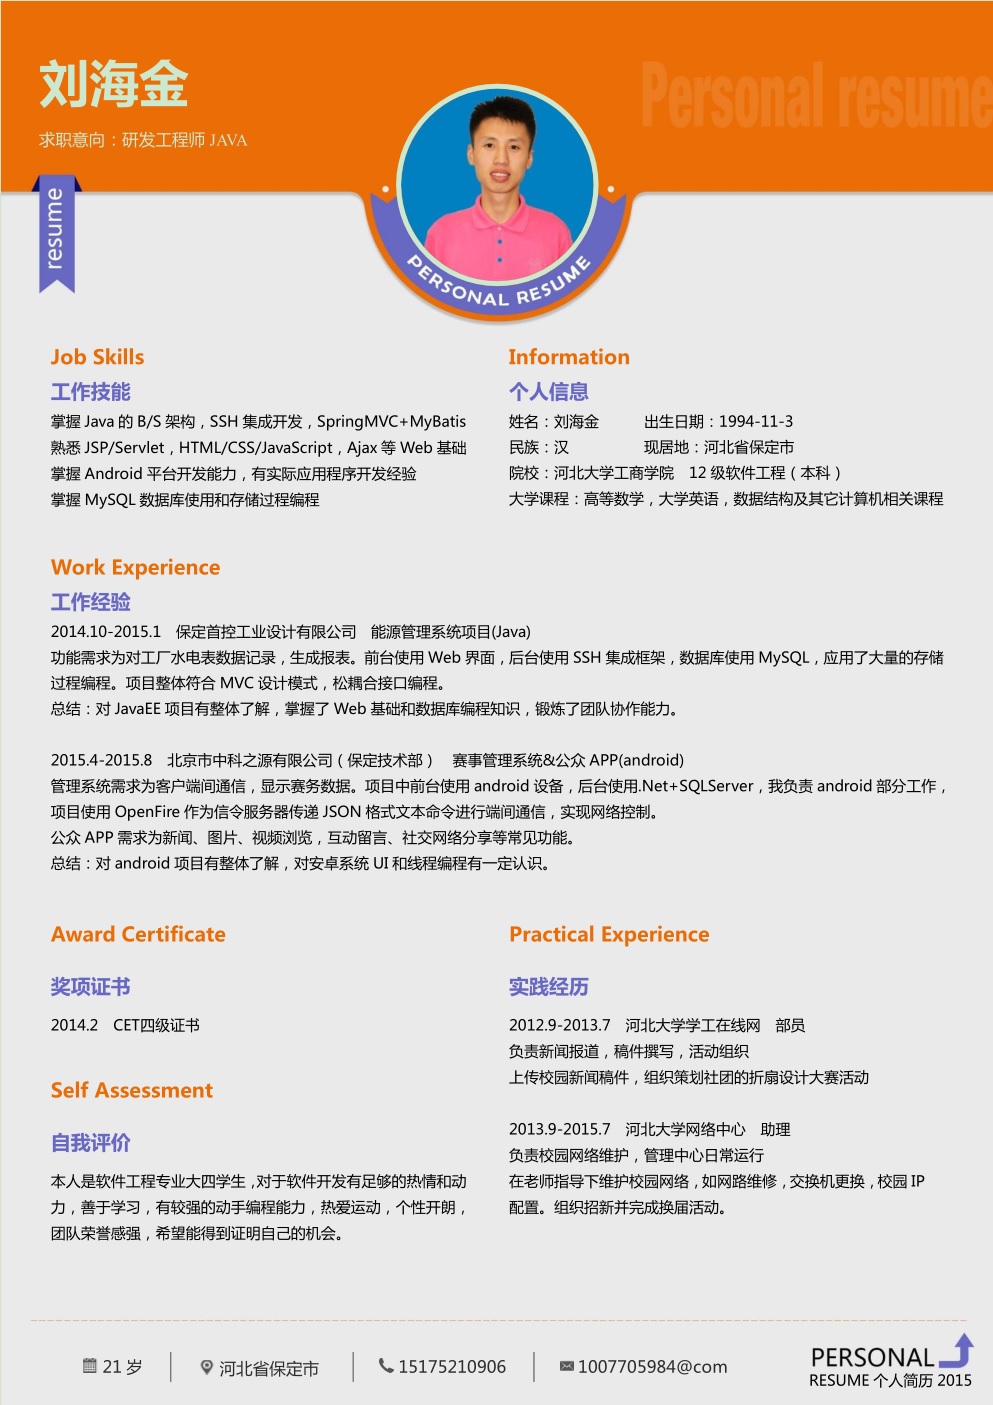 刘海金
求职意向：研发工程师 JAVA
Personal resume
resume
PERSONAL RESUME
Job Skills
工作技能
掌握 Java 的 B/S 架构，SSH 集成开发，SpringMVC+MyBatis
熟悉 JSP/Servlet，HTML/CSS/JavaScript，Ajax 等 Web 基础
掌握 Android 平台开发能力，有实际应用程序开发经验
掌握 MySQL 数据库使用和存储过程编程
Information
个人信息
姓名：刘海金 出生日期：1994-11-3
民族：汉 现居地：河北省保定市
院校：河北大学工商学院 12 级软件工程（本科）
大学课程：高等数学，大学英语，数据结构及其它计算机相关课程
Work Experience
工作经验
2014.10-2015.1 保定首控工业设计有限公司 能源管理系统项目(Java)
功能需求为对工厂水电表数据记录，生成报表。前台使用 Web 界面，后台使用 SSH 集成框架，数据库使用 MySQL，应用了大量的存储
过程编程。项目整体符合 MVC 设计模式，松耦合接口编程。
总结：对 JavaEE 项目有整体了解，掌握了 Web 基础和数据库编程知识，锻炼了团队协作能力。
2015.4-2015.8 北京市中科之源有限公司（保定技术部） 赛事管理系统&公众 APP(android)
管理系统需求为客户端间通信，显示赛务数据。项目中前台使用 android 设备，后台使用.Net+SQLServer，我负责 android 部分工作，
项目使用 OpenFire 作为信令服务器传递 JSON 格式文本命令进行端间通信，实现网络控制。
公众 APP 需求为新闻、图片、视频浏览，互动留言、社交网络分享等常见功能。
总结：对 android 项目有整体了解，对安卓系统 UI 和线程编程有一定认识。
Award Certificate
奖项证书
2014.2 CET四级证书
Self Assessment
自我评价
本人是软件工程专业大四学生，对于软件开发有足够的热情和动
力，善于学习，有较强的动手编程能力，热爱运动，个性开朗，
团队荣誉感强，希望能得到证明自己的机会。
Practical Experience
实践经历
2012.9-2013.7 河北大学学工在线网 部员
负责新闻报道，稿件撰写，活动组织
上传校园新闻稿件，组织策划社团的折扇设计大赛活动
2013.9-2015.7 河北大学网络中心 助理
负责校园网络维护，管理中心日常运行
在老师指导下维护校园网络，如网路维修，交换机更换，校园 IP
配置。组织招新并完成换届活动。
21 岁 河北省保定市 15175210906 1007705984@com
PERSONAL
RESUME 个人简历 2015